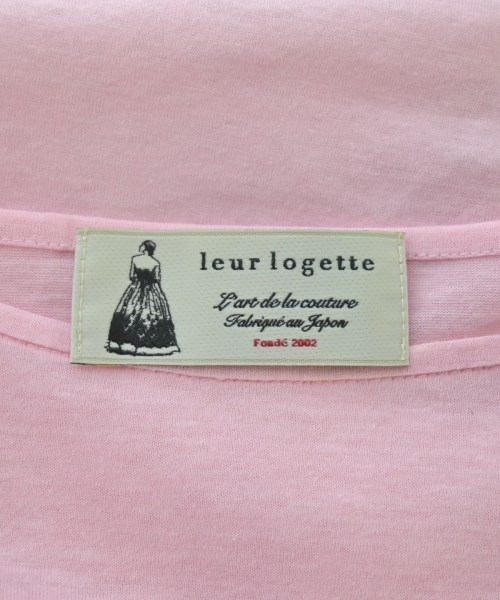 leur logette
L'art de la couture
Fabriqué au Japon
Fondé 2002